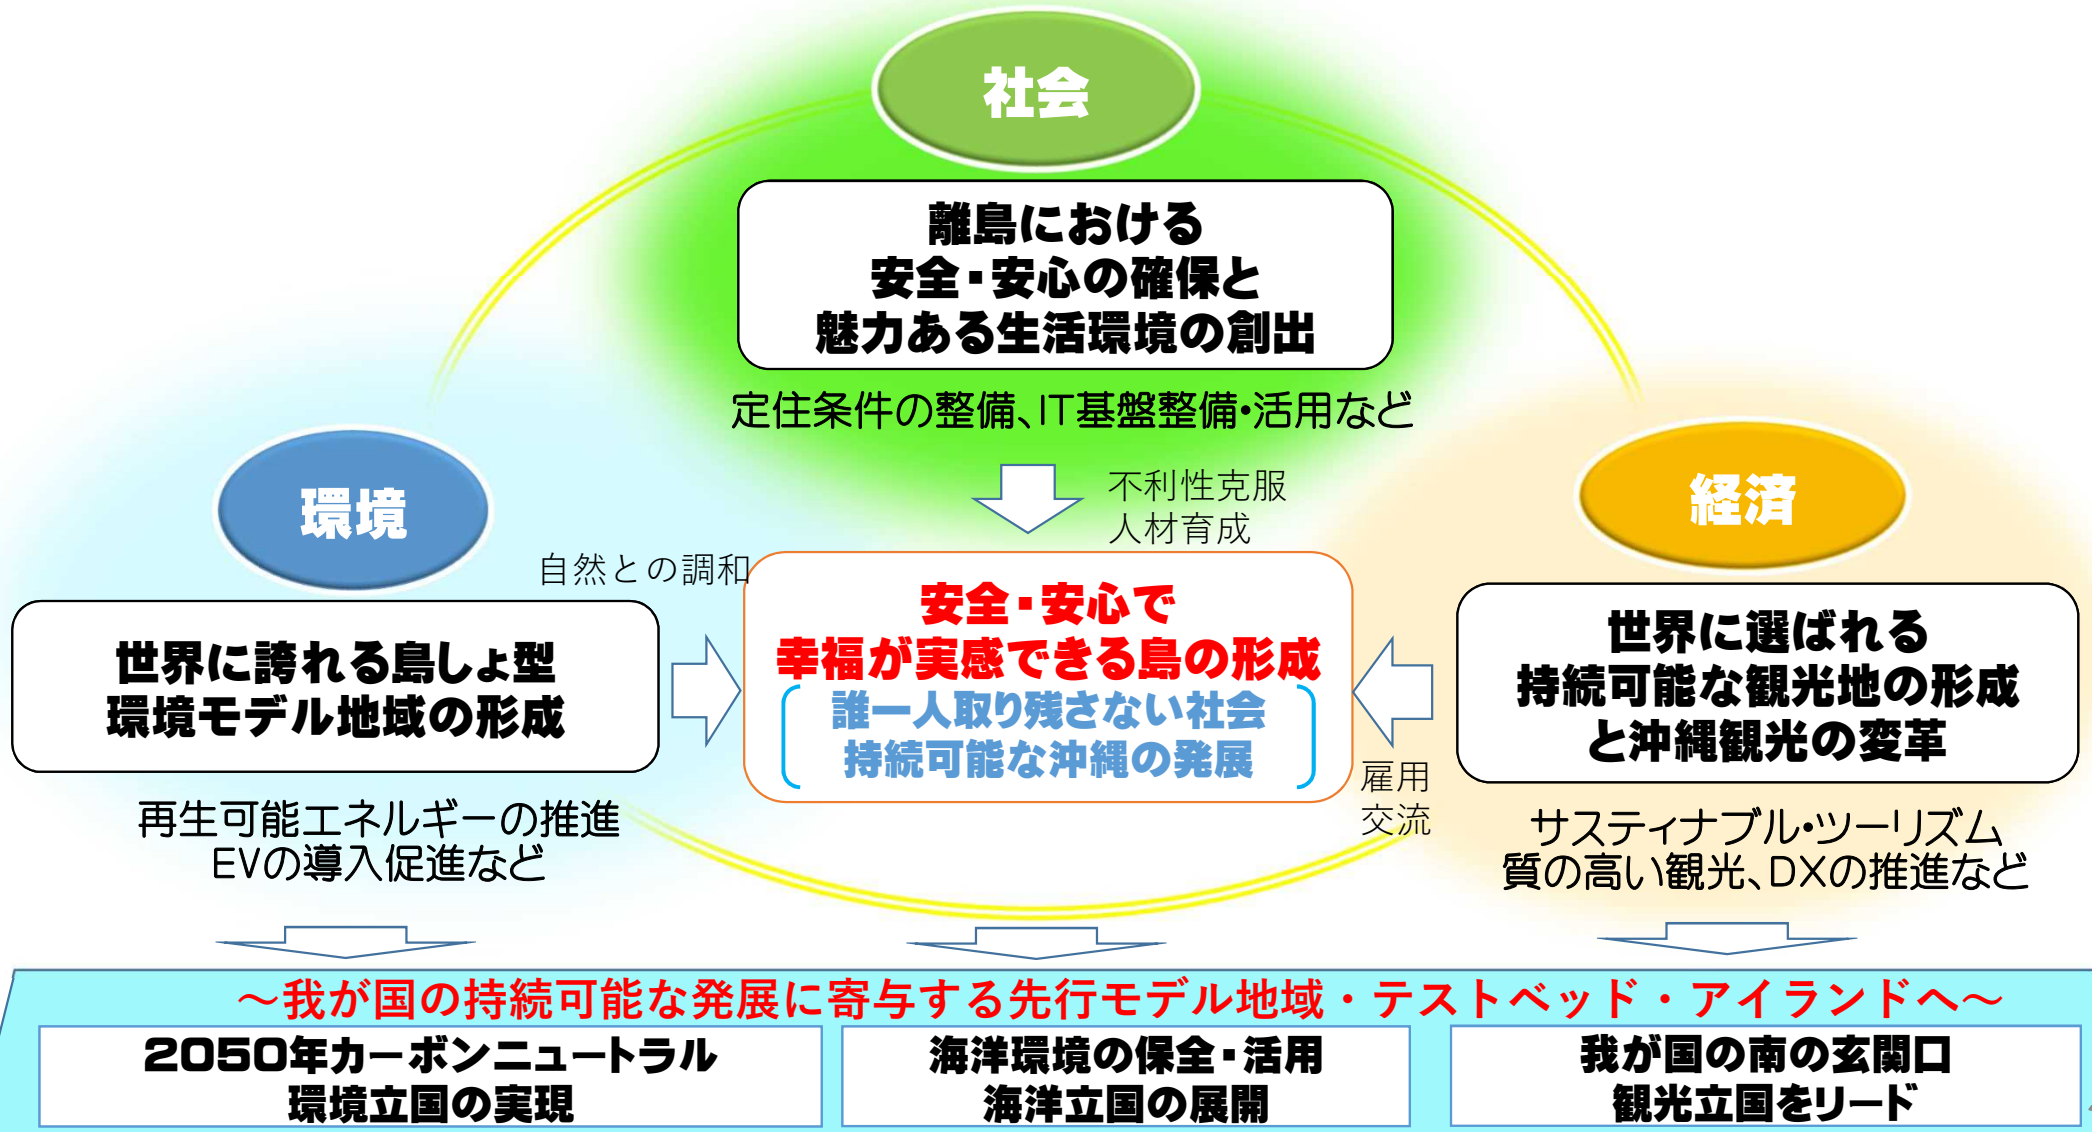 社会
離島における
安全・安心の確保と
魅力ある生活環境の創出
定住条件の整備、IT基盤整備・活用など
不利性克服
人材育成
環境
自然との調和
世界に誇れる島しょ型
環境モデル地域の形成
再生可能エネルギーの推進
EVの導入促進など
安全・安心で
幸福が実感できる島の形成
誰一人取り残さない社会
持続可能な沖縄の発展
経済
世界に選ばれる
持続可能な観光地の形成
と沖縄観光の変革
雇用
交流
サスティナブル・ツーリズム
質の高い観光、DXの推進など
～我が国の持続可能な発展に寄与する先行モデル地域・テストベッド・アイランドへ～
2050年カーボンニュートラル
環境立国の実現
海洋環境の保全・活用
海洋立国の展開
我が国の南の玄関口
観光立国をリード